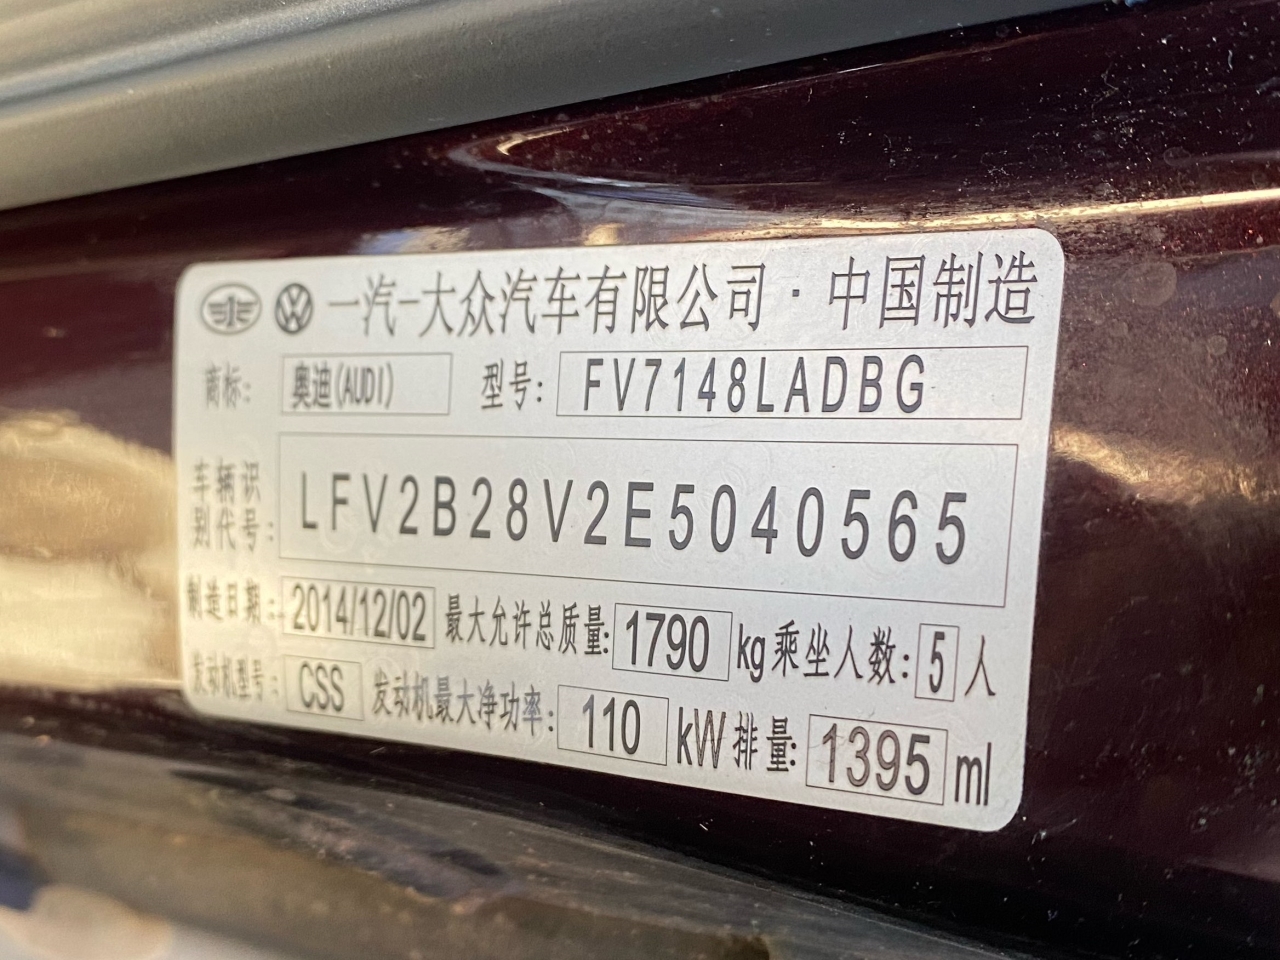 一汽-大众汽车有限公司·中国制造
商标: 奥迪(AUDI) 型号: FV7148LADBG
车辆识别代号: LFV2B28V2E5040565
制造日期: 2014/12/02 最大允许总质量: 1790 kg 乘坐人数: 5 人
发动机型号: CSS 发动机最大净功率: 110 kW 排量: 1395 ml